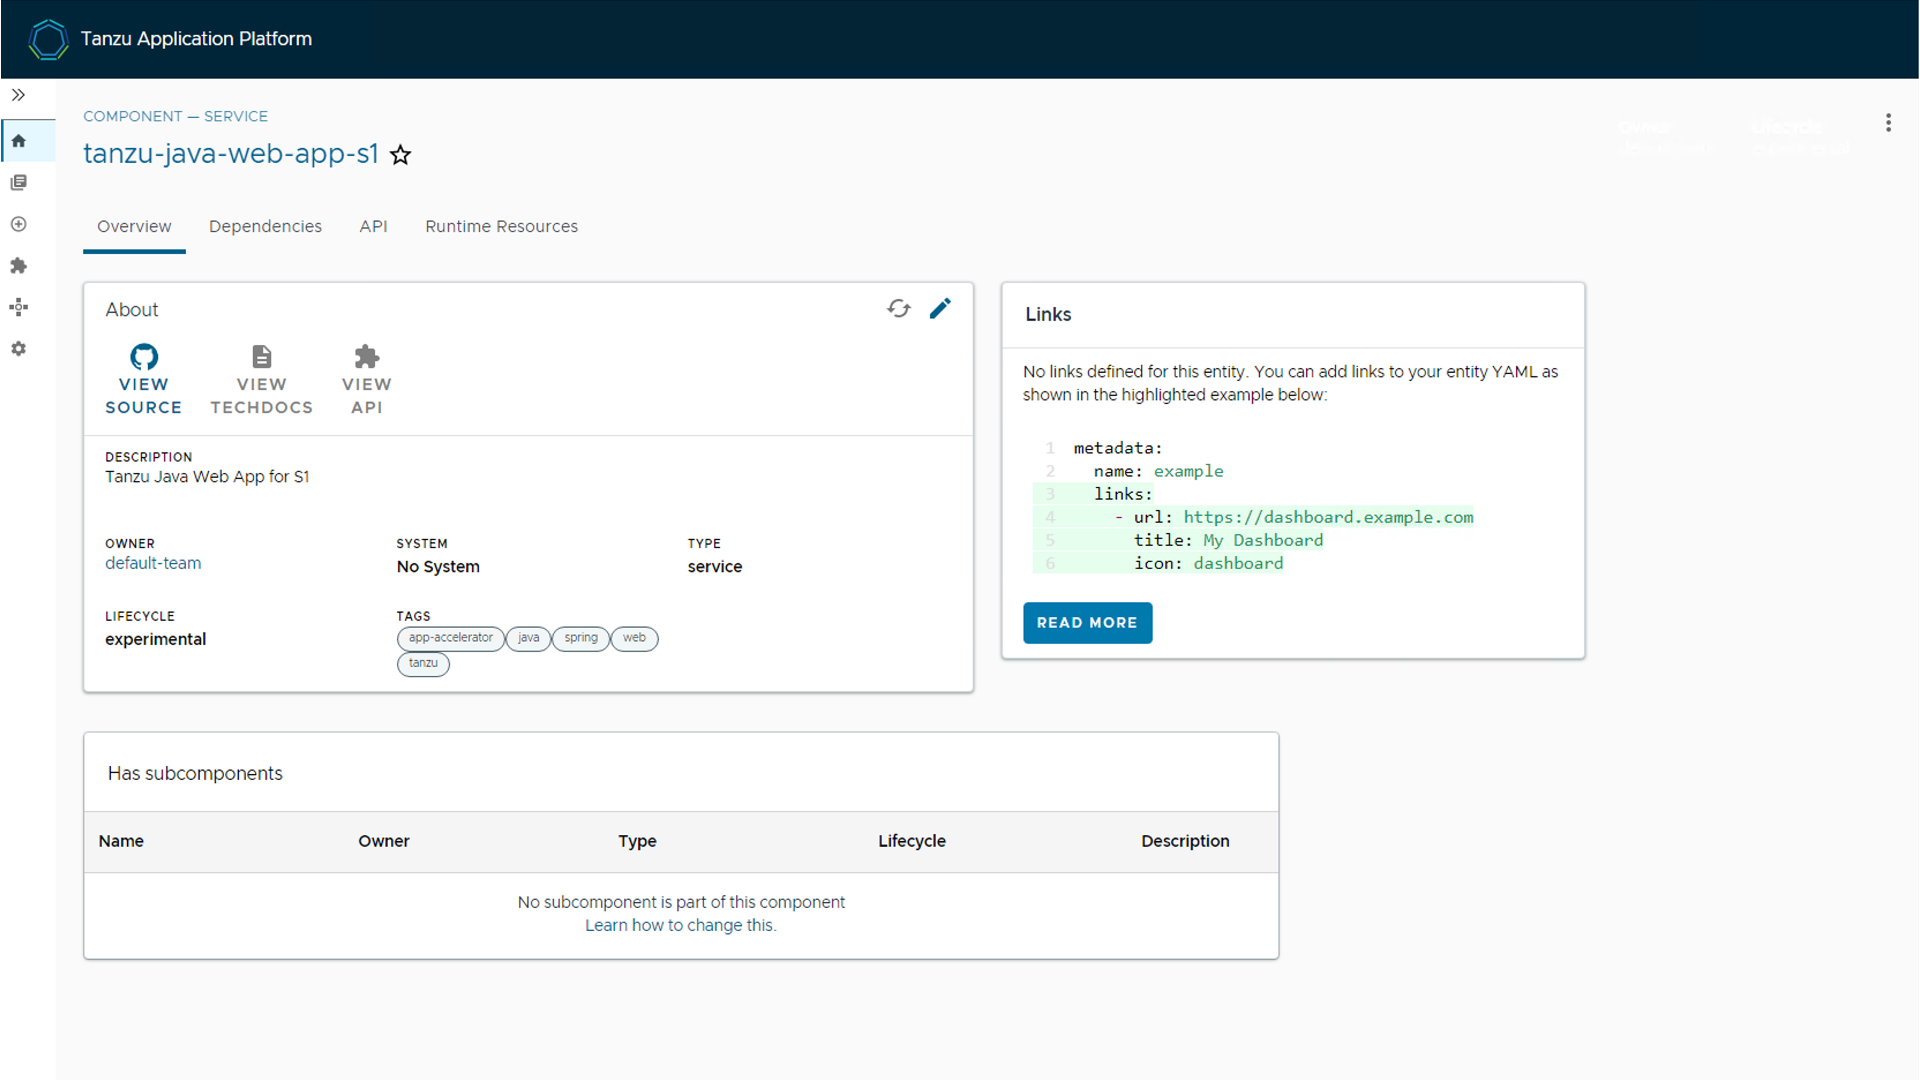 Tanzu Application Platform
COMPONENT — SERVICE
tanzu-java-web-app-s1
Overview Dependencies API Runtime Resources
About
VIEW SOURCE
VIEW TECHDOCS
VIEW API
DESCRIPTION
Tanzu Java Web App for S1
OWNER
default-team
SYSTEM
No System
TYPE
service
LIFECYCLE
experimental
TAGS
app-accelerator java spring web
tanzu
Links
No links defined for this entity. You can add links to your entity YAML as
shown in the highlighted example below:
1 metadata:
2 name: example
3 links:
4 - url: https://dashboard.example.com
5 title: My Dashboard
6 icon: dashboard
READ MORE
Has subcomponents
Name Owner Type Lifecycle Description
No subcomponent is part of this component
Learn how to change this.